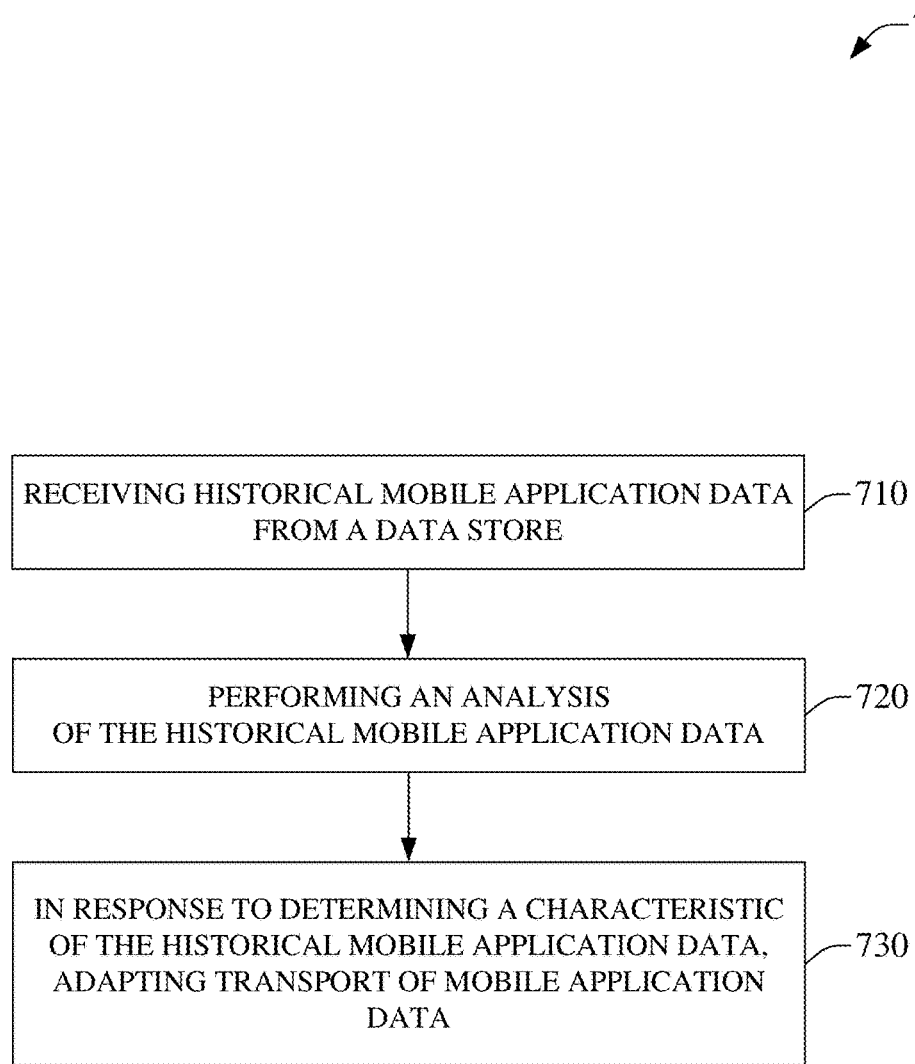 RECEIVING HISTORICAL MOBILE APPLICATION DATA
FROM A DATA STORE
710
PERFORMING AN ANALYSIS
OF THE HISTORICAL MOBILE APPLICATION DATA
720
IN RESPONSE TO DETERMINING A CHARACTERISTIC
OF THE HISTORICAL MOBILE APPLICATION DATA,
ADAPTING TRANSPORT OF MOBILE APPLICATION
DATA
730